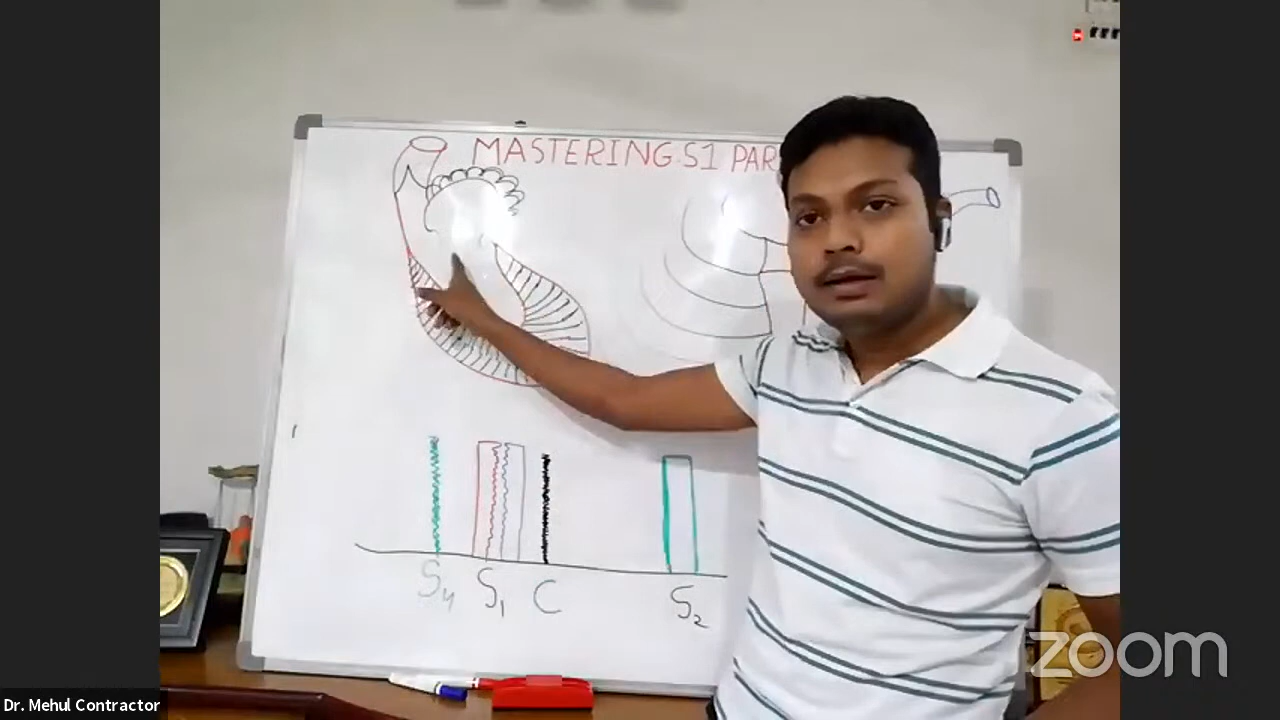 MASTERING S1 PAR
S4 S1 C S2
zoom
Dr. Mehul Contractor